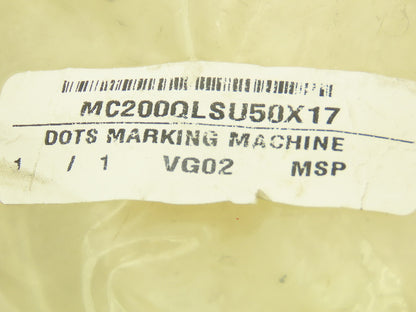 MC200QLSU50X17
DOTS MARKING MACHINE
1 / 1 VG02 MSP